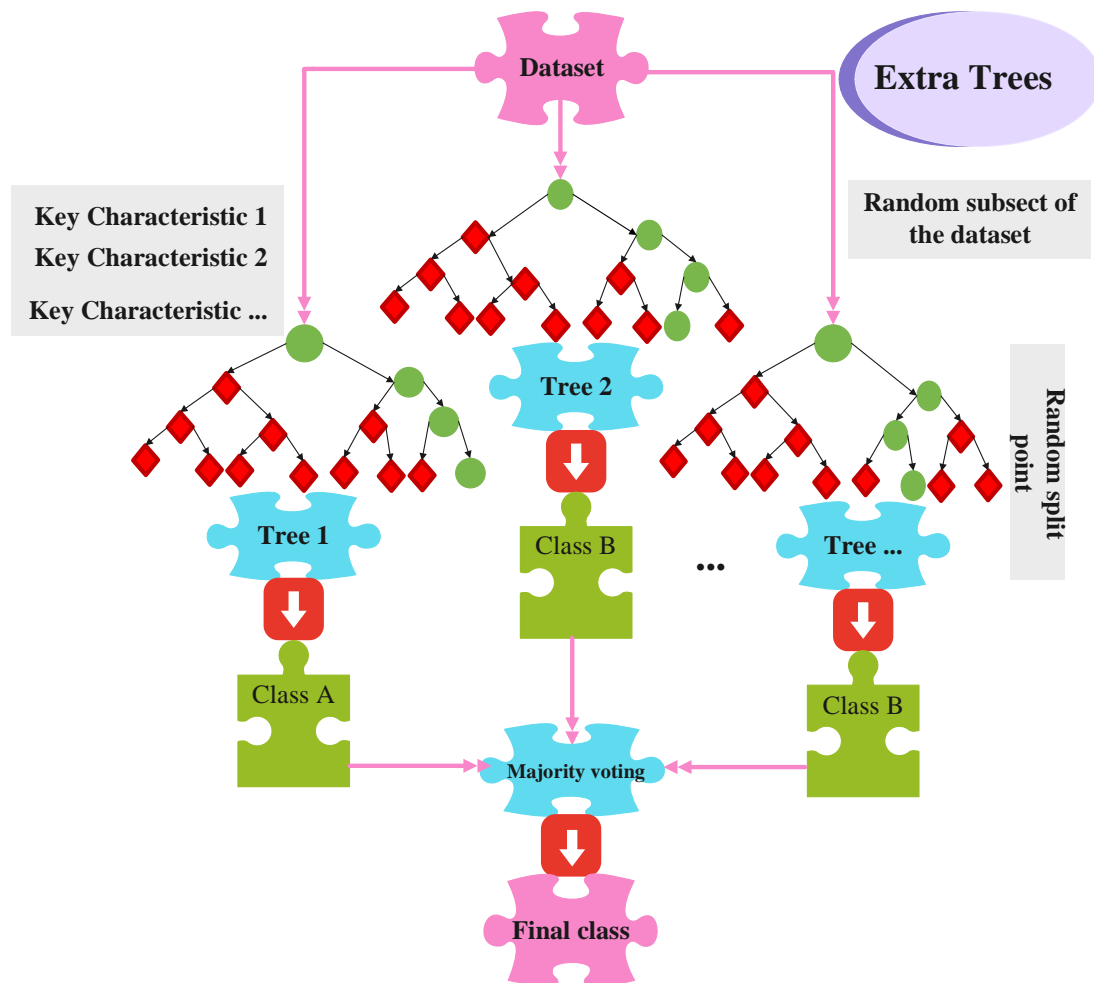 Dataset
Extra Trees
Key Characteristic 1
Key Characteristic 2
Key Characteristic ...
Random subsect of
the dataset
Random split
point
Tree 2
Tree 1
Tree ...
Class B
...
Class A
Class B
Majority voting
Final class